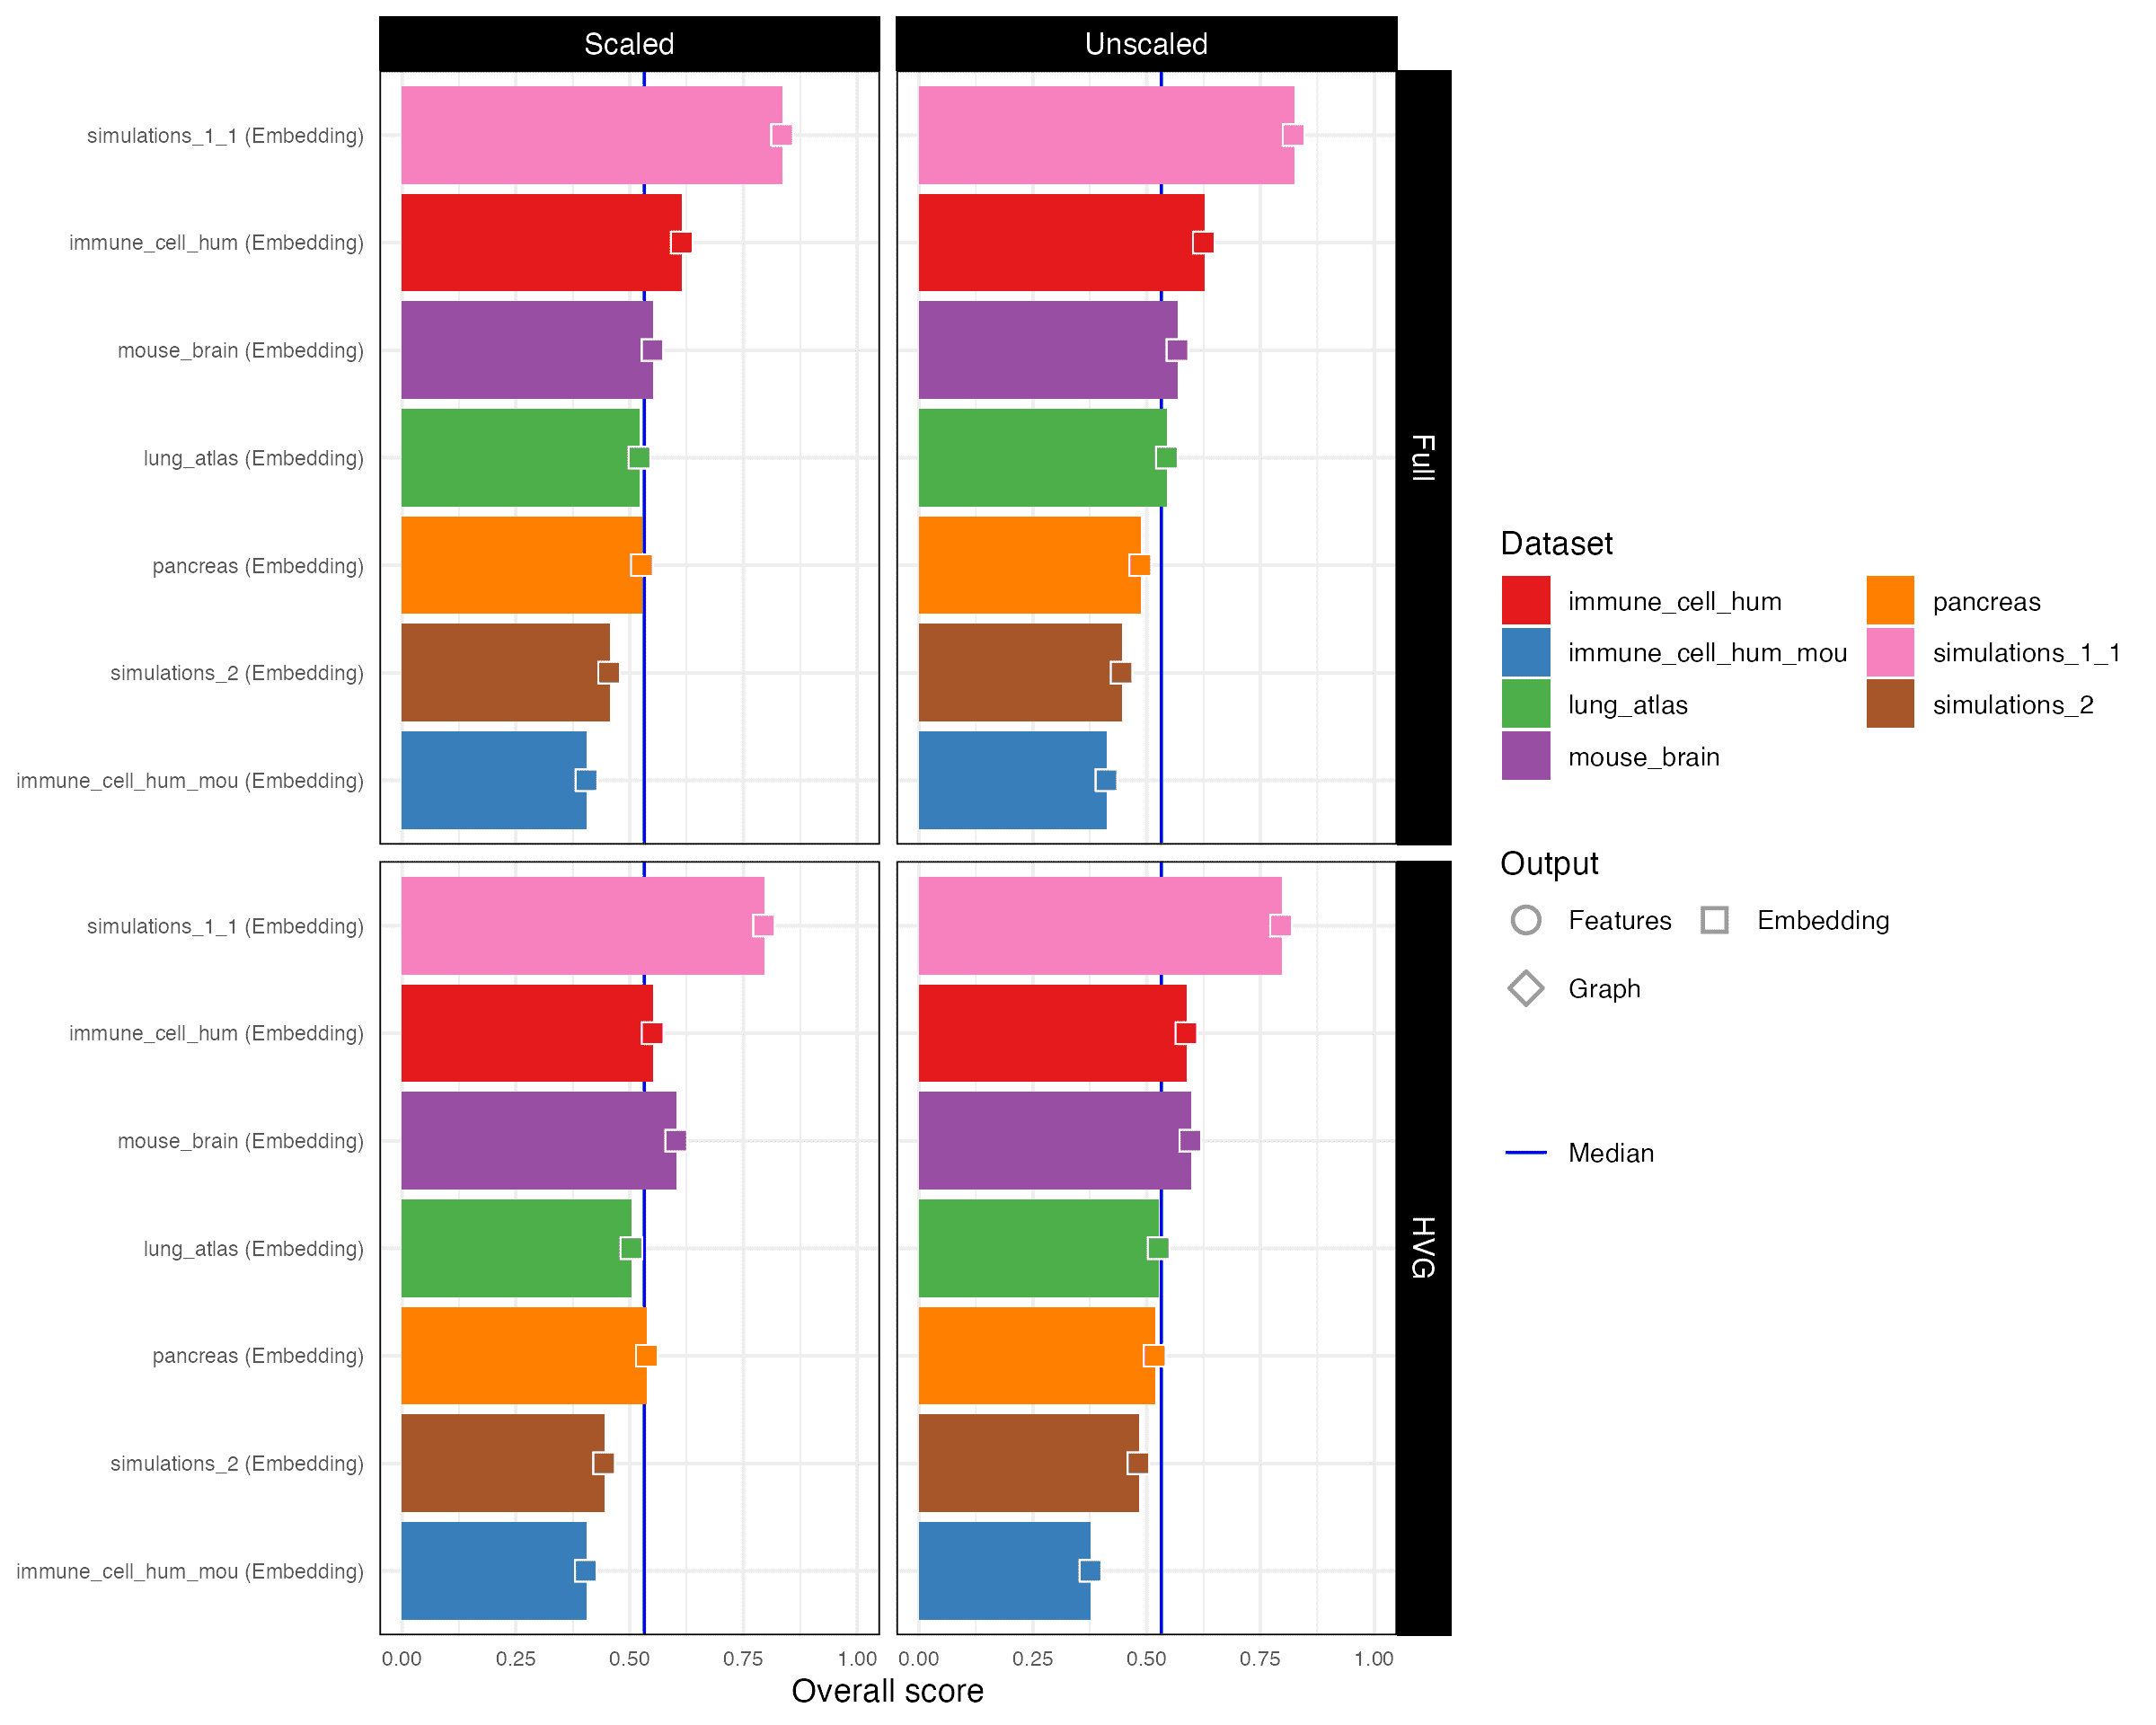 Scaled
Unscaled
simulations_1_1 (Embedding)
immune_cell_hum (Embedding)
mouse_brain (Embedding)
lung_atlas (Embedding)
pancreas (Embedding)
simulations_2 (Embedding)
immune_cell_hum_mou (Embedding)
Full
simulations_1_1 (Embedding)
immune_cell_hum (Embedding)
mouse_brain (Embedding)
lung_atlas (Embedding)
pancreas (Embedding)
simulations_2 (Embedding)
immune_cell_hum_mou (Embedding)
HVG
0.00 0.25 0.50 0.75 1.00 0.00 0.25 0.50 0.75 1.00
Overall score
Dataset
immune_cell_hum
immune_cell_hum_mou
lung_atlas
mouse_brain
pancreas
simulations_1_1
simulations_2
Output
Features
Embedding
Graph
Median